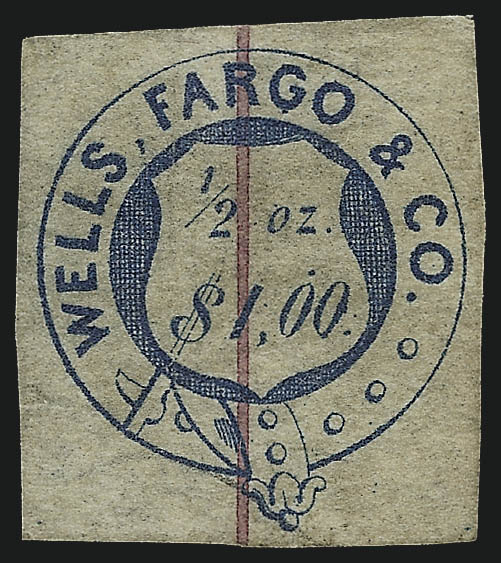 WELLS, FARGO & CO.
1/2 oz.
$1,00.